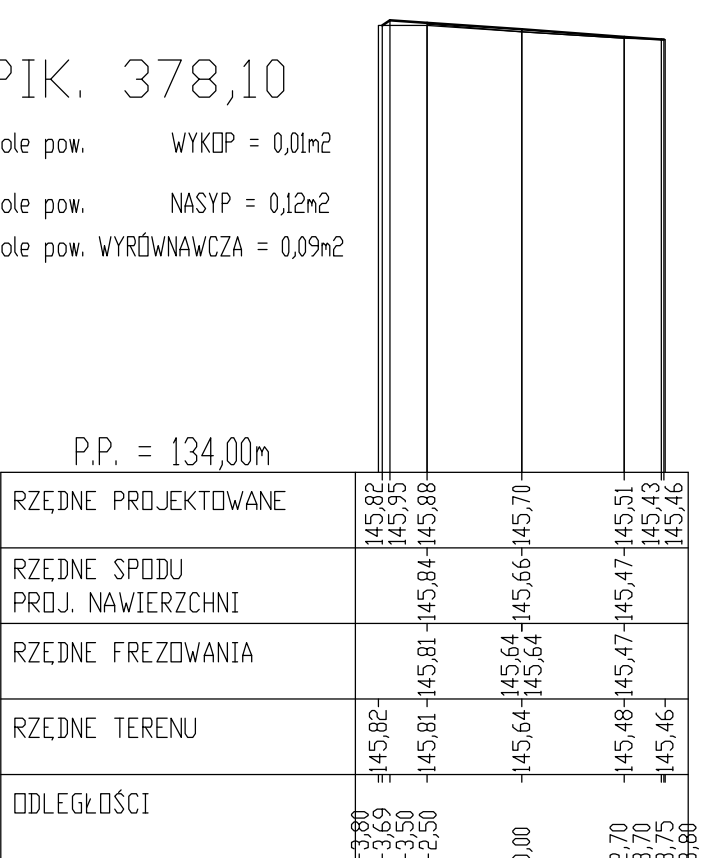 PIK. 378,10
ole pow. WYKOP = 0,01m2
ole pow. NASYP = 0,12m2
ole pow. WYRÓWNAWCZA = 0,09m2
P.P. = 134,00m
RZĘDNE PROJEKTOWANE 145,82 145,95 145,88 145,70 145,51 145,43 145,46
RZĘDNE SPODU
PROJ. NAWIERZCHNI 145,84 145,66 145,47
RZĘDNE FREZOWANIA 145,81 145,64 145,64 145,47
RZĘDNE TERENU 145,82 145,81 145,64 145,48 145,46
ODLEGŁOŚCI -3,80 -3,69 -3,50 -2,50 0,00 2,70 3,70 3,75 3,80